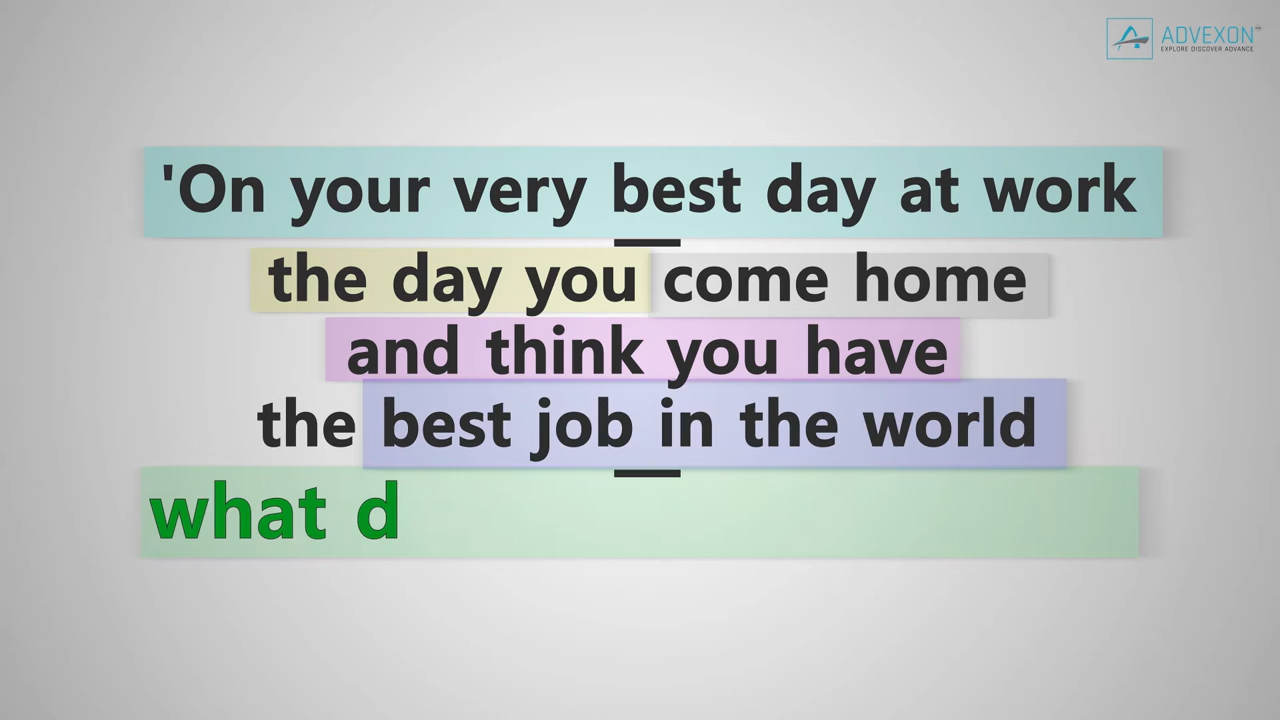 ADVEXON
EXPLORE DISCOVER ADVANCE
'On your very best day at work
—
the day you come home
and think you have
the best job in the world
—
what d